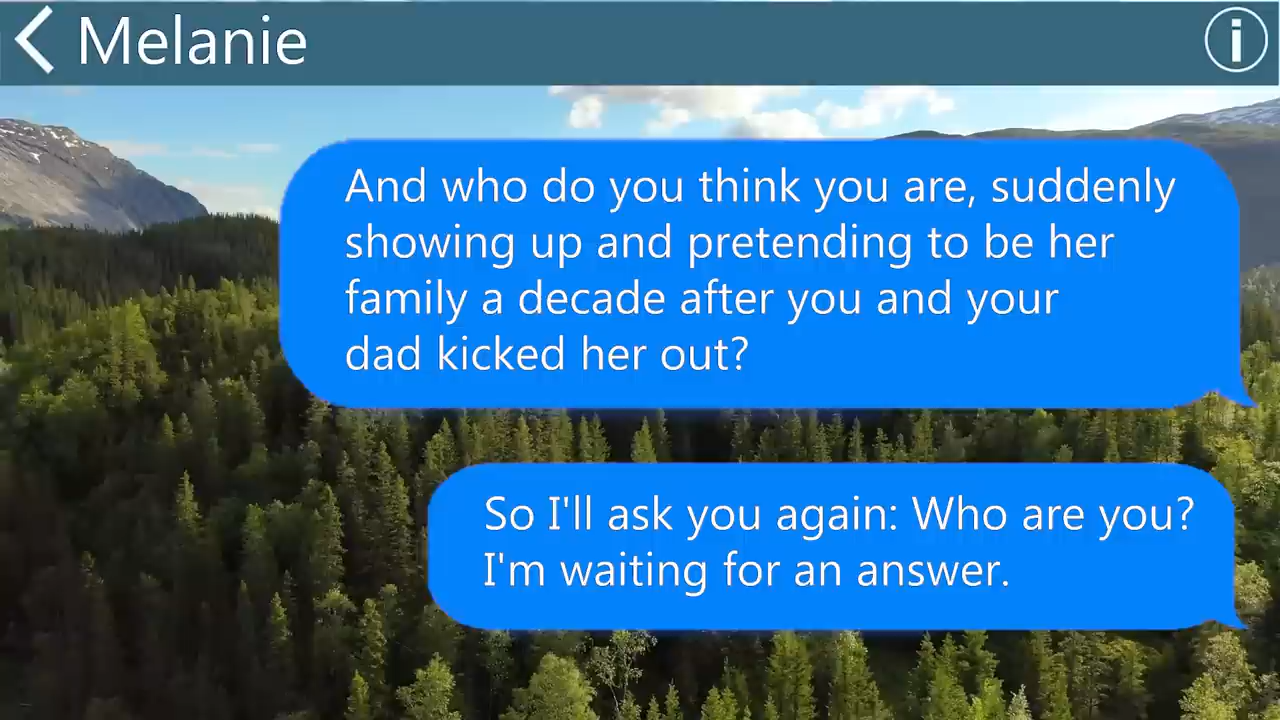 Melanie
And who do you think you are, suddenly
showing up and pretending to be her
family a decade after you and your
dad kicked her out?
So I'll ask you again: Who are you?
I'm waiting for an answer.